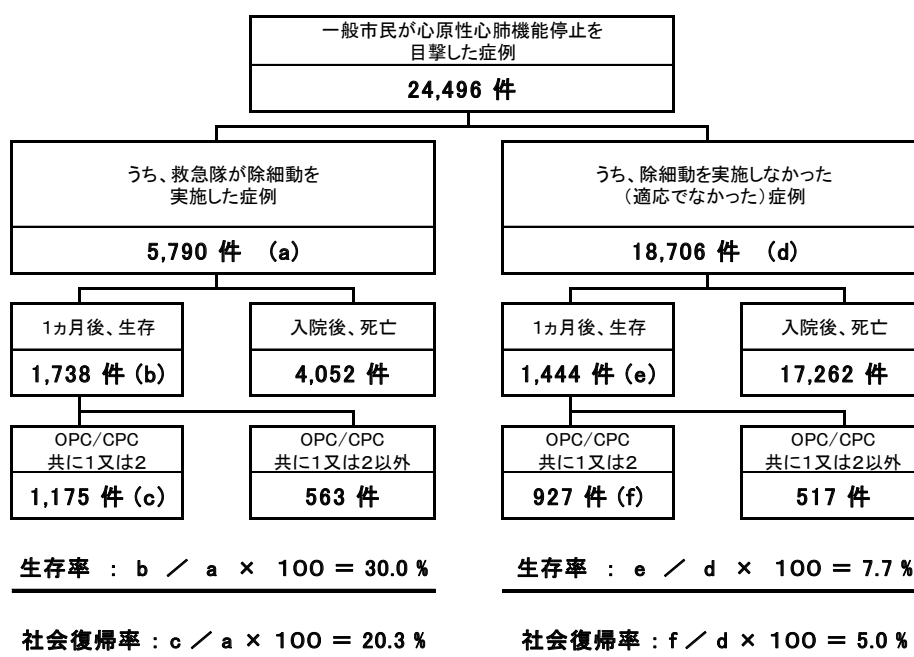 一般市民が心原性心肺機能停止を
目撃した症例
24,496 件
うち、救急隊が除細動を
実施した症例
5,790 件 (a)
うち、除細動を実施しなかった
(適応でなかった)症例
18,706 件 (d)
1ヵ月後、生存
1,738 件 (b)
入院後、死亡
4,052 件
1ヵ月後、生存
1,444 件 (e)
入院後、死亡
17,262 件
OPC/CPC
共に1又は2
1,175 件 (c)
OPC/CPC
共に1又は2以外
563 件
OPC/CPC
共に1又は2
927 件 (f)
OPC/CPC
共に1又は2以外
517 件
生存率 : b / a × 100 = 30.0 %
生存率 : e / d × 100 = 7.7 %
社会復帰率 : c / a × 100 = 20.3 %
社会復帰率 : f / d × 100 = 5.0 %